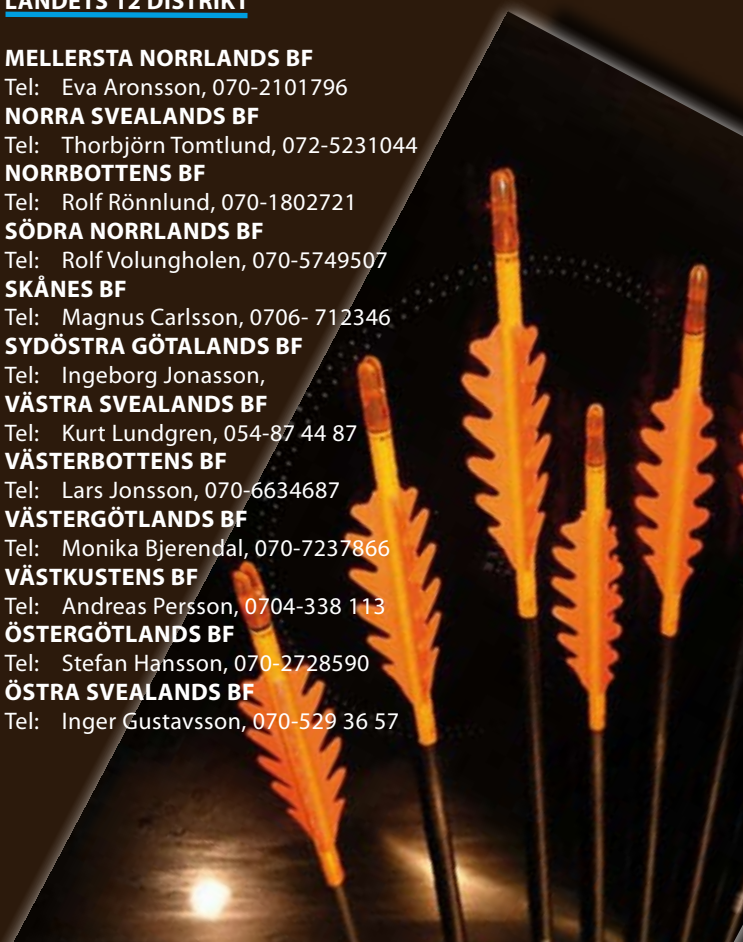 LANDETS 12 DISTRIKT
MELLERSTA NORRLANDS BF
Tel: Eva Aronsson, 070-2101796
NORRA SVEALANDS BF
Tel: Thorbjörn Tomtlund, 072-5231044
NORRBOTTENS BF
Tel: Rolf Rönnlund, 070-1802721
SÖDRA NORRLANDS BF
Tel: Rolf Volungholen, 070-5749507
SKÅNES BF
Tel: Magnus Carlsson, 0706- 712346
SYDÖSTRA GÖTALANDS BF
Tel: Ingeborg Jonasson,
VÄSTRA SVEALANDS BF
Tel: Kurt Lundgren, 054-87 44 87
VÄSTERBOTTENS BF
Tel: Lars Jonsson, 070-6634687
VÄSTERGÖTLANDS BF
Tel: Monika Bjerendal, 070-7237866
VÄSTKUSTENS BF
Tel: Andreas Persson, 0704-338 113
ÖSTERGÖTLANDS BF
Tel: Stefan Hansson, 070-2728590
ÖSTRA SVEALANDS BF
Tel: Inger Gustavsson, 070-529 36 57